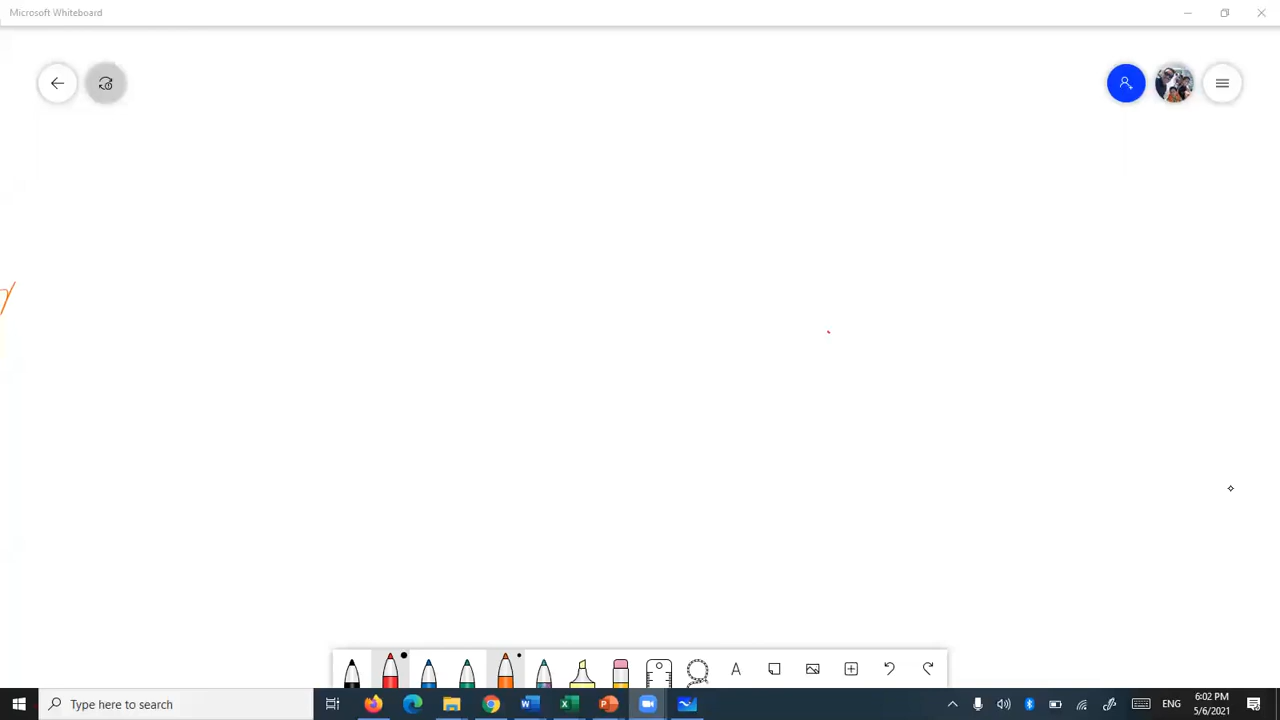 Microsoft Whiteboard
A
Type here to search
ENG
6:02 PM
5/6/2021